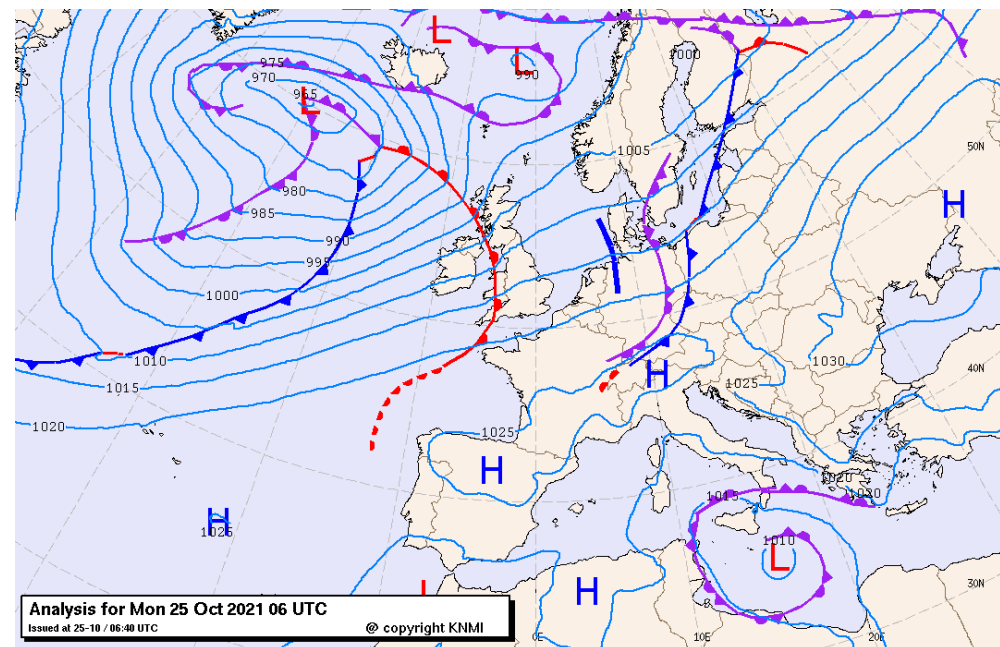 L
L
990
1000
975
970
965
L
50N
1005
980
H
985
990
995
1000
1010
1030
H
40N
1015
1025
1020
1025
H
1020
1015
1020
H
1025
1010
L
L
H
30N
Analysis for Mon 25 Oct 2021 06 UTC
Issued at 25-10 / 06:40 UTC
@ copyright KNMI
0E
10E
20E